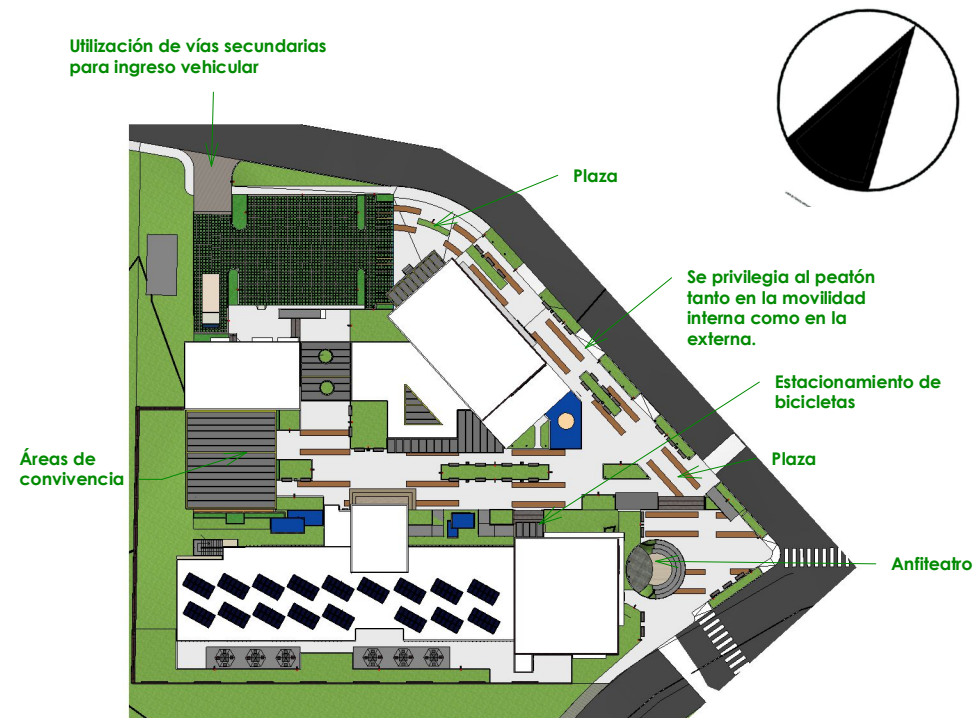 Utilización de vías secundarias
para ingreso vehicular
Plaza
Se privilegia al peatón
tanto en la movilidad
interna como en la
externa.
Estacionamiento de
bicicletas
Áreas de
convivencia
Plaza
Anfiteatro